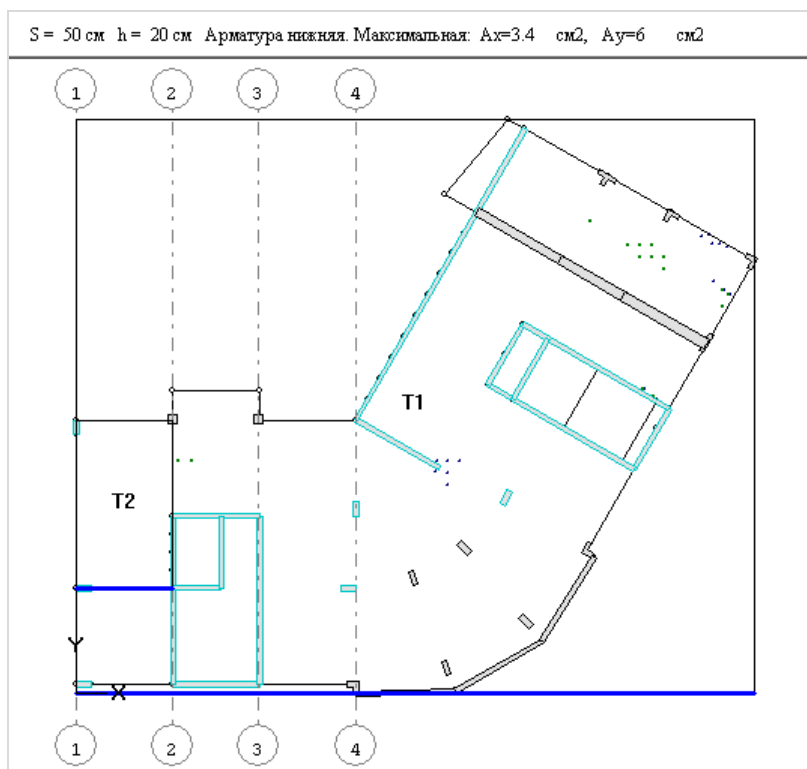 S = 50 см h = 20 см Арматура нижняя. Максимальная: Ax=3.4 см2, Ay=6 см2
1 2 3 4
T1
T2
Y
X
1 2 3 4